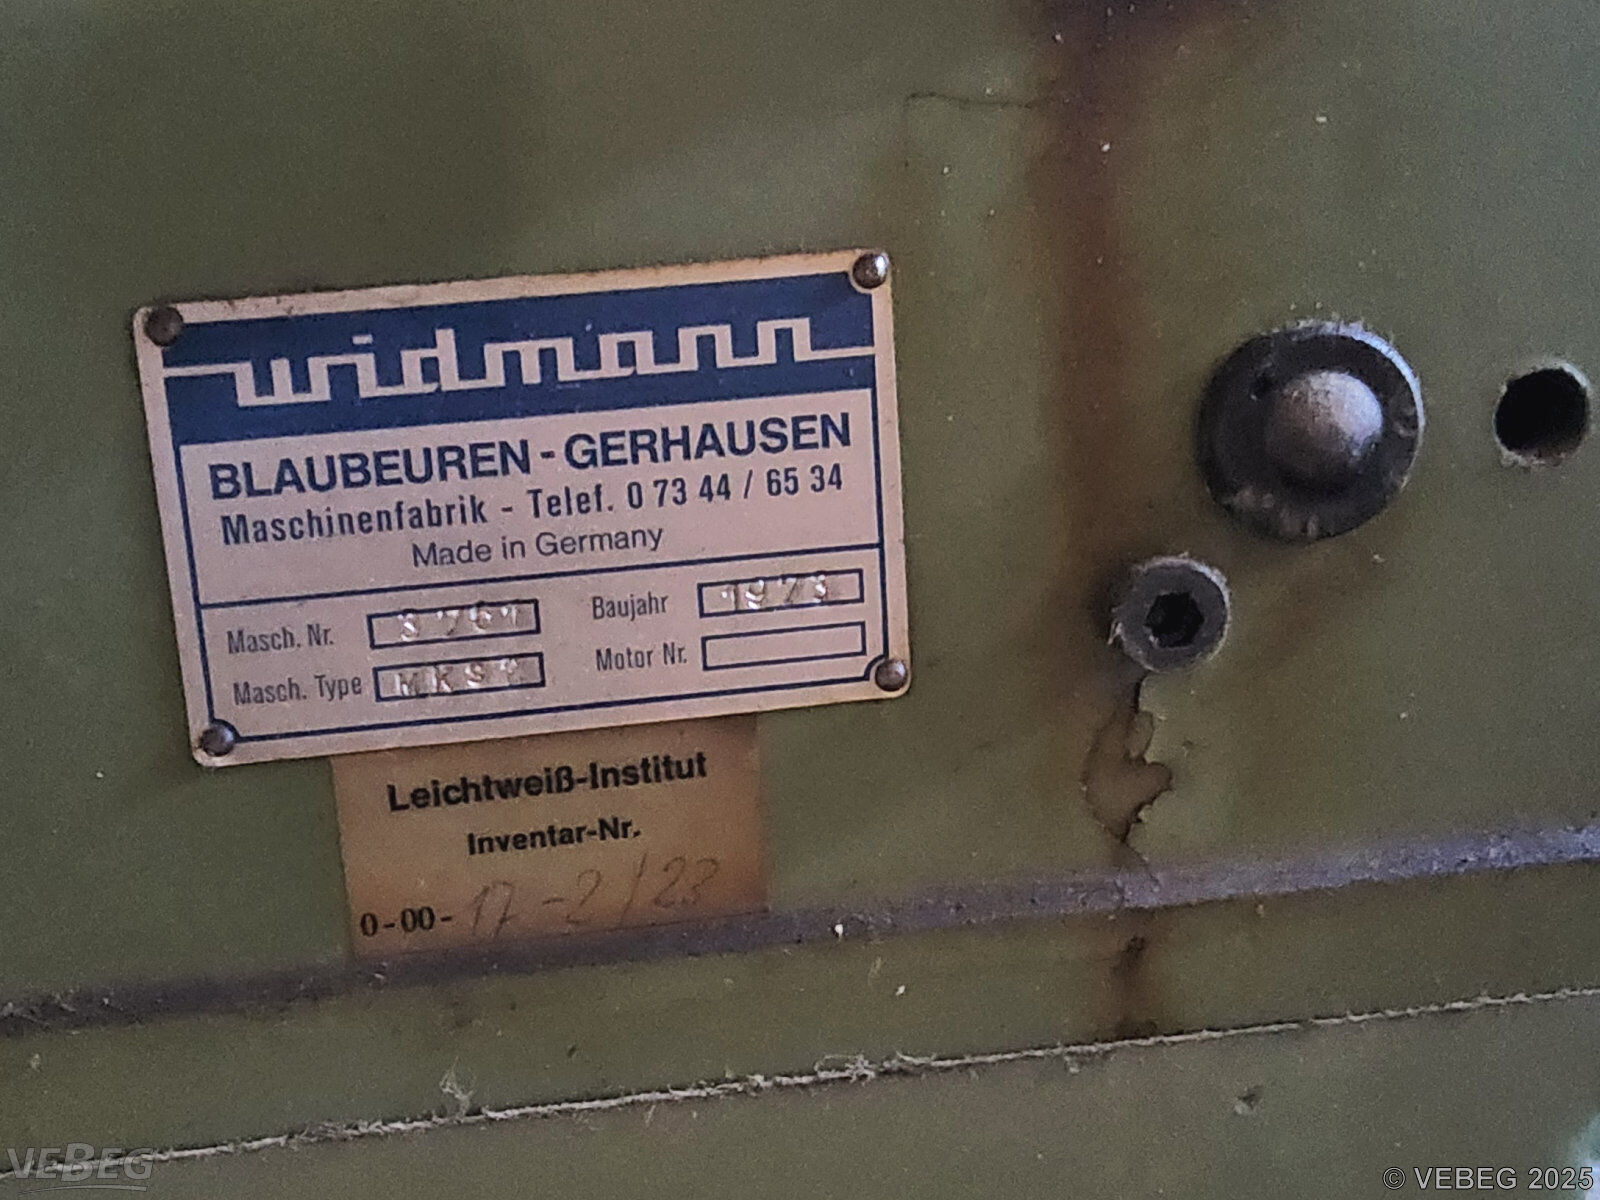 widmann
BLAUBEUREN - GERHAUSEN
Maschinenfabrik - Telef. 0 73 44 / 65 34
Made in Germany
Masch. Nr. Baujahr
Masch. Type Motor Nr.
Leichtweiß-Institut
Inventar-Nr.
0-00- 17-2/23
VEBEG
© VEBEG 2025